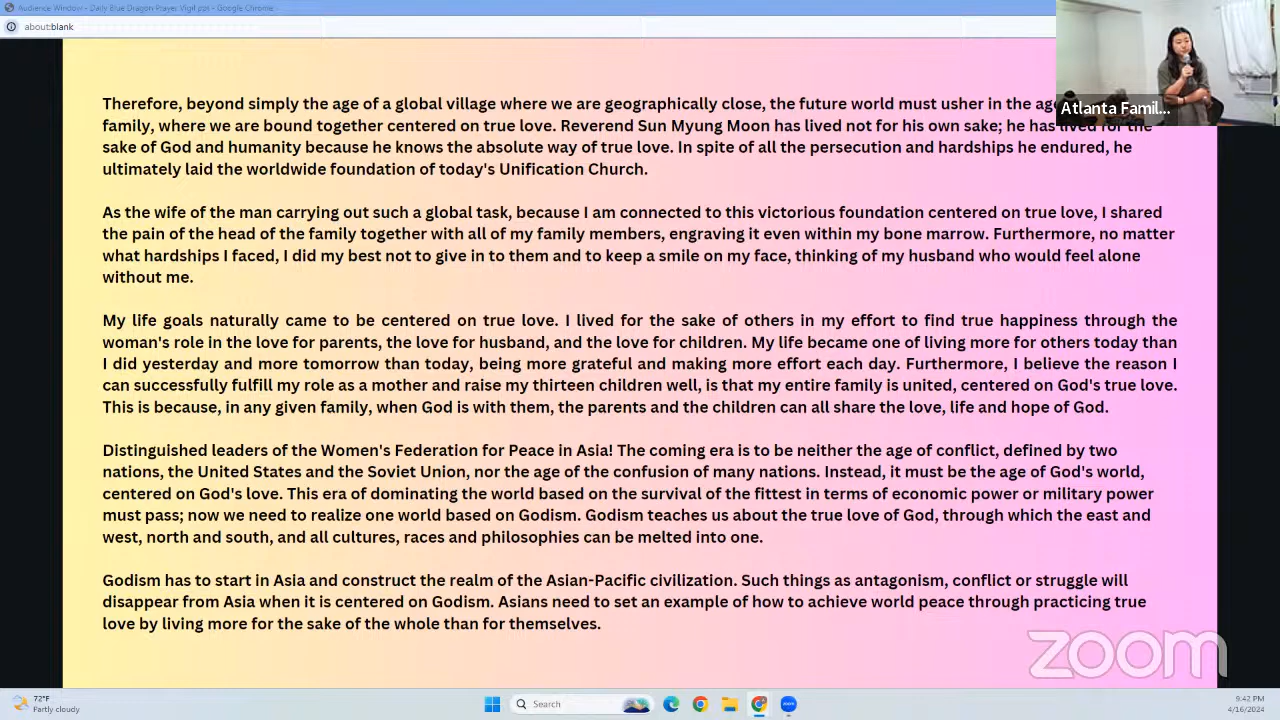 Audience Window - Daily Blue Dragon Prayer Vigil.ppt - Google Chrome
about:blank
Atlanta Famil...
Therefore, beyond simply the age of a global village where we are geographically close, the future world must usher in the
family, where we are bound together centered on true love. Reverend Sun Myung Moon has lived not for his own sake; he has lived for the
sake of God and humanity because he knows the absolute way of true love. In spite of all the persecution and hardships he endured, he
ultimately laid the worldwide foundation of today's Unification Church.
As the wife of the man carrying out such a global task, because I am connected to this victorious foundation centered on true love, I shared
the pain of the head of the family together with all of my family members, engraving it even within my bone marrow. Furthermore, no matter
what hardships I faced, I did my best not to give in to them and to keep a smile on my face, thinking of my husband who would feel alone
without me.
My life goals naturally came to be centered on true love. I lived for the sake of others in my effort to find true happiness through the
woman's role in the love for parents, the love for husband, and the love for children. My life became one of living more for others today than
I did yesterday and more tomorrow than today, being more grateful and making more effort each day. Furthermore, I believe the reason I
can successfully fulfill my role as a mother and raise my thirteen children well, is that my entire family is united, centered on God's true love.
This is because, in any given family, when God is with them, the parents and the children can all share the love, life and hope of God.
Distinguished leaders of the Women's Federation for Peace in Asia! The coming era is to be neither the age of conflict, defined by two
nations, the United States and the Soviet Union, nor the age of the confusion of many nations. Instead, it must be the age of God's world,
centered on God's love. This era of dominating the world based on the survival of the fittest in terms of economic power or military power
must pass; now we need to realize one world based on Godism. Godism teaches us about the true love of God, through which the east and
west, north and south, and all cultures, races and philosophies can be melted into one.
Godism has to start in Asia and construct the realm of the Asian-Pacific civilization. Such things as antagonism, conflict or struggle will
disappear from Asia when it is centered on Godism. Asians need to set an example of how to achieve world peace through practicing true
love by living more for the sake of the whole than for themselves.
zoom
72°F
Partly cloudy
Search
zoom
9:42 PM
4/16/2024